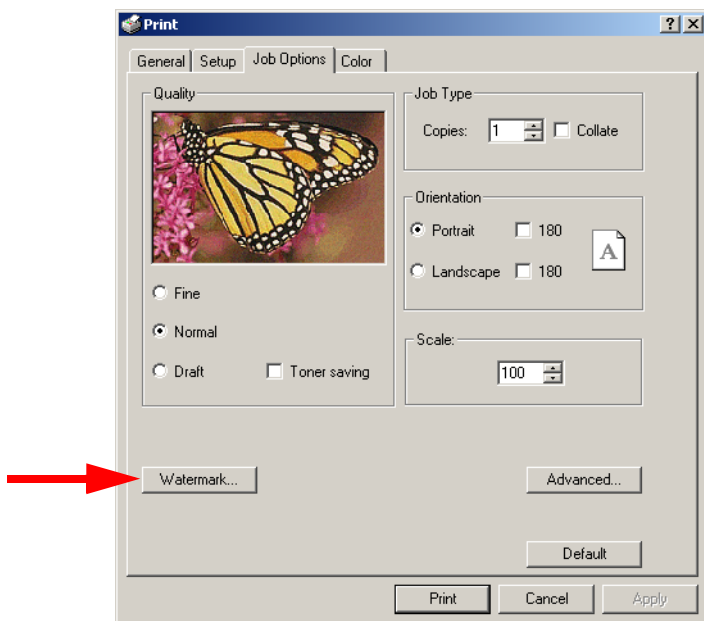 Print
General Setup Job Options Color
Quality
Fine
Normal
Draft Toner saving
Job Type
Copies: 1 Collate
Orientation
Portrait 180
Landscape 180
A
Scale:
100
Watermark... Advanced...
Default
Print Cancel Apply